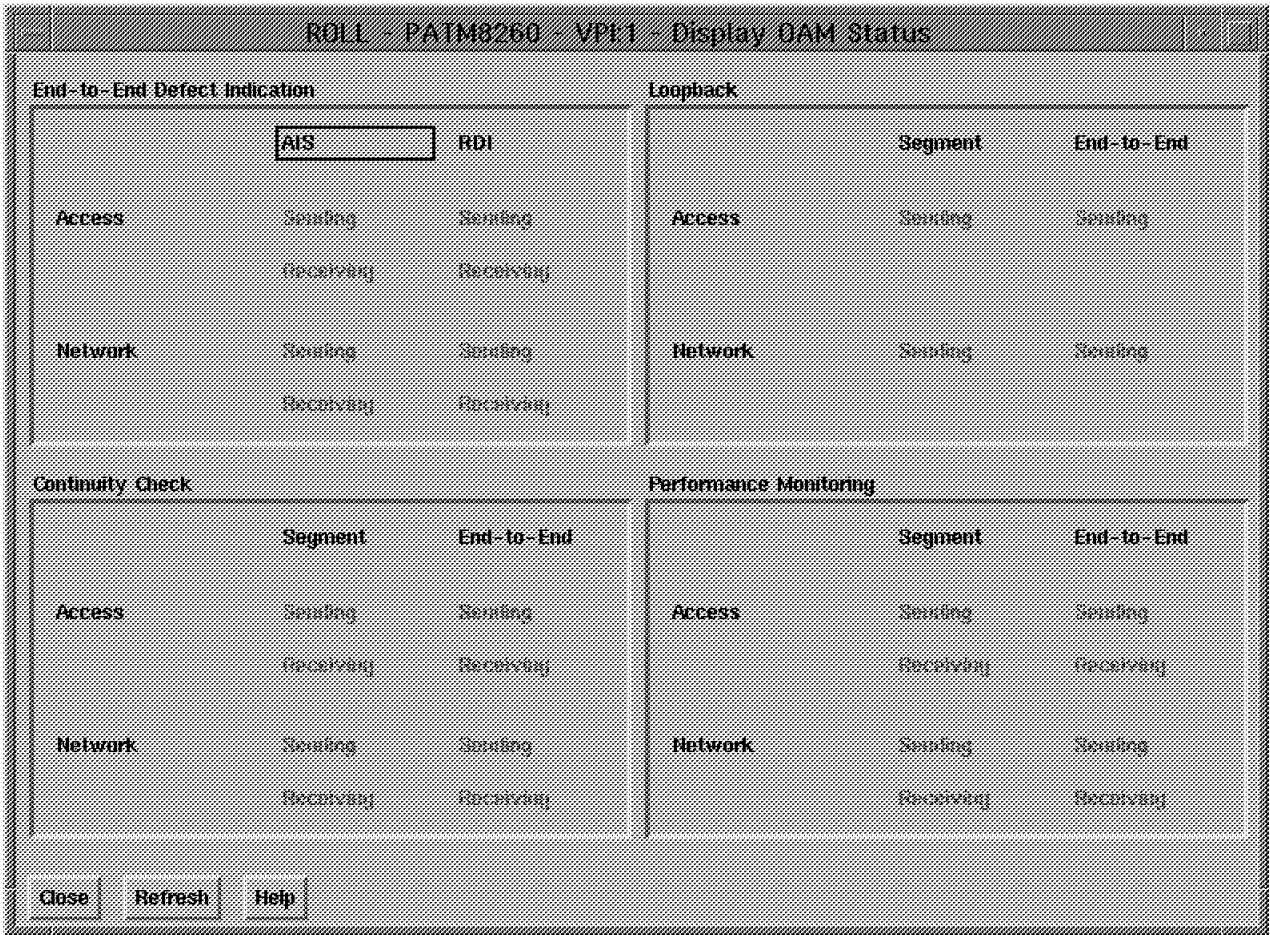 ROLL - PATM8260 - VPI:1 - Display OAM Status
End-to-End Defect Indication
AIS RDI
Access Sending Sending
Receiving Receiving
Network Sending Sending
Receiving Receiving
Loopback
Segment End-to-End
Access Sending Sending
Network Sending Sending
Continuity Check
Segment End-to-End
Access Sending Sending
Receiving Receiving
Network Sending Sending
Receiving Receiving
Performance Monitoring
Segment End-to-End
Access Sending Sending
Receiving Receiving
Network Sending Sending
Receiving Receiving
Close Refresh Help